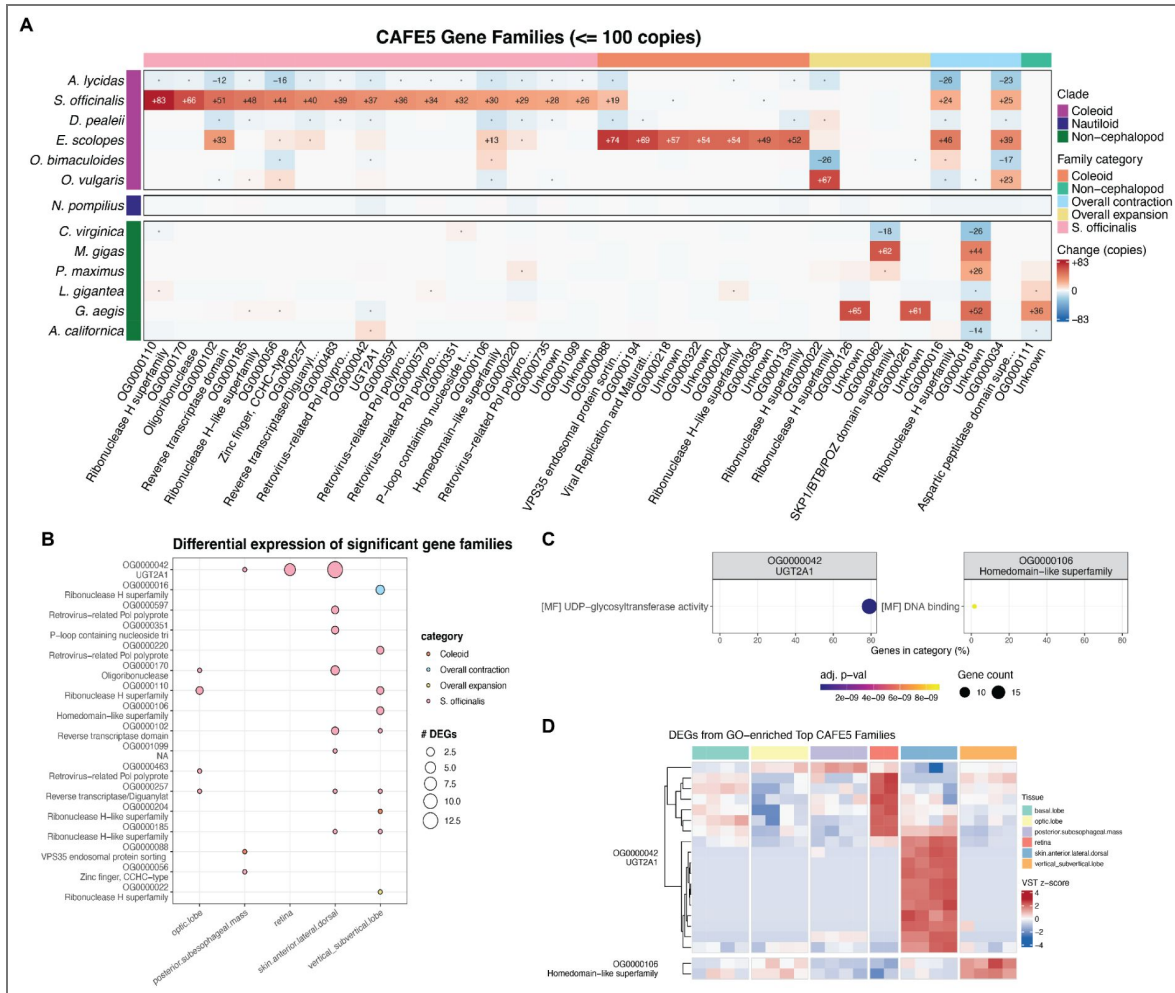 A
CAFE5 Gene Families (<= 100 copies)
A. lycidas
-12
-16
-26
-23
S. officinalis
+83
+66
+51
+48
+44
+40
+39
+37
+36
+34
+32
+30
+29
+28
+26
+19
+24
+25
D. pealeii
E. scolopes
+33
+13
+74
+69
+57
+54
+54
+49
+52
+46
+39
O. bimaculoides
-26
-17
O. vulgaris
+67
+23
N. pompilius
C. virginica
-18
-26
M. gigas
+62
+44
P. maximus
+26
L. gigantea
G. aegis
+65
+61
+52
+36
A. californica
-14
Clade
Coleoid
Nautiloid
Non-cephalopod
Family category
Coleoid
Non-cephalopod
Overall contraction
Overall expansion
S. officinalis
Change (copies)
+83
0
-83
OG0000110
Ribonuclease H superfamily
OG0000170
Oligoribonuclease
OG0000102
Reverse transcriptase domain
OG0000185
Ribonuclease H-like superfamily
OG0000056
Zinc finger, CCHC-type
OG0000257
Reverse transcriptase/Diguanyl...
OG0000463
Retrovirus-related Pol polypro...
OG0000042
UGT2A1
OG0000597
Retrovirus-related Pol polypro...
OG0000579
Retrovirus-related Pol polypro...
OG0000351
P-loop containing nucleoside t...
OG0000106
Homedomain-like superfamily
OG0000220
Retrovirus-related Pol polypro...
OG0000735
Unknown
OG0001099
Unknown
OG0000088
VPS35 endosomal protein sortin...
OG0000194
Viral Replication and Maturati...
OG0000218
Unknown
OG0000322
Unknown
OG0000204
Ribonuclease H-like superfamily
OG0000363
Unknown
OG0000133
Ribonuclease H superfamily
OG0000022
Ribonuclease H superfamily
OG0000126
Unknown
OG0000062
SKP1/BTB/POZ domain superfamily
OG0000261
Unknown
OG0000016
Ribonuclease H superfamily
OG0000018
Unknown
OG0000034
Aspartic peptidase domain supe...
OG0000111
Unknown
B
Differential expression of significant gene families
OG0000042
UGT2A1
OG0000016
Ribonuclease H superfamily
OG0000597
Retrovirus-related Pol polyprote
OG0000351
P-loop containing nucleoside tri
OG0000220
Retrovirus-related Pol polyprote
OG0000170
Oligoribonuclease
OG0000110
Ribonuclease H superfamily
OG0000106
Homedomain-like superfamily
OG0000102
Reverse transcriptase domain
OG0001099
NA
OG0000463
Retrovirus-related Pol polyprote
OG0000257
Reverse transcriptase/Diguanylat
OG0000204
Ribonuclease H-like superfamily
OG0000185
Ribonuclease H-like superfamily
OG0000088
VPS35 endosomal protein sorting
OG0000056
Zinc finger, CCHC-type
OG0000022
Ribonuclease H superfamily
optic.lobe
posterior.subesophageal.mass
retina
skin.anterior.lateral.dorsal
vertical_subvertical.lobe
category
Coleoid
Overall contraction
Overall expansion
S. officinalis
# DEGs
2.5
5.0
7.5
10.0
12.5
C
OG0000042
UGT2A1
OG0000106
Homedomain-like superfamily
[MF] UDP-glycosyltransferase activity
[MF] DNA binding
0 20 40 60 80
0 20 40 60 80
Genes in category (%)
adj. p-val
2e-09 4e-09 6e-09 8e-09
Gene count
10 15
D
DEGs from GO-enriched Top CAFE5 Families
OG0000042
UGT2A1
OG0000106
Homedomain-like superfamily
Tissue
basal.lobe
optic.lobe
posterior.subsophageal.mass
retina
skin.anterior.lateral.dorsal
vertical_subvertical.lobe
VST z-score
4
2
0
-2
-4